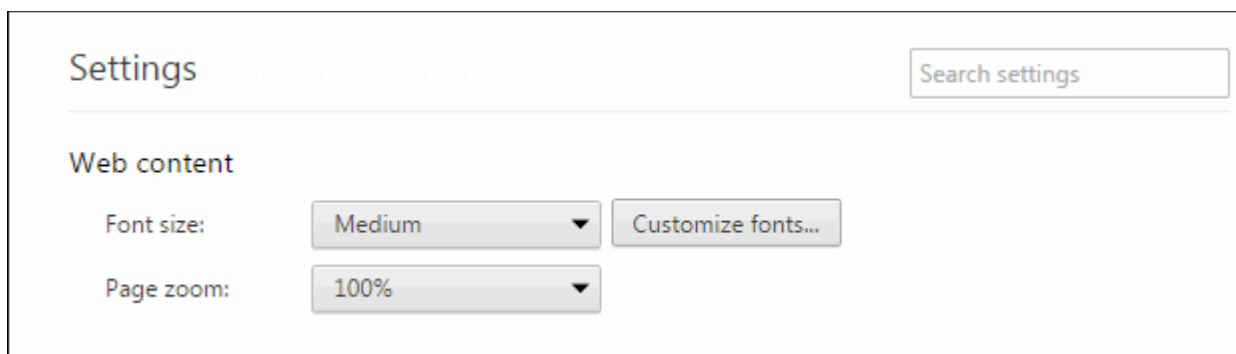 Settings
Search settings
Web content
Font size:
Medium
Customize fonts...
Page zoom:
100%